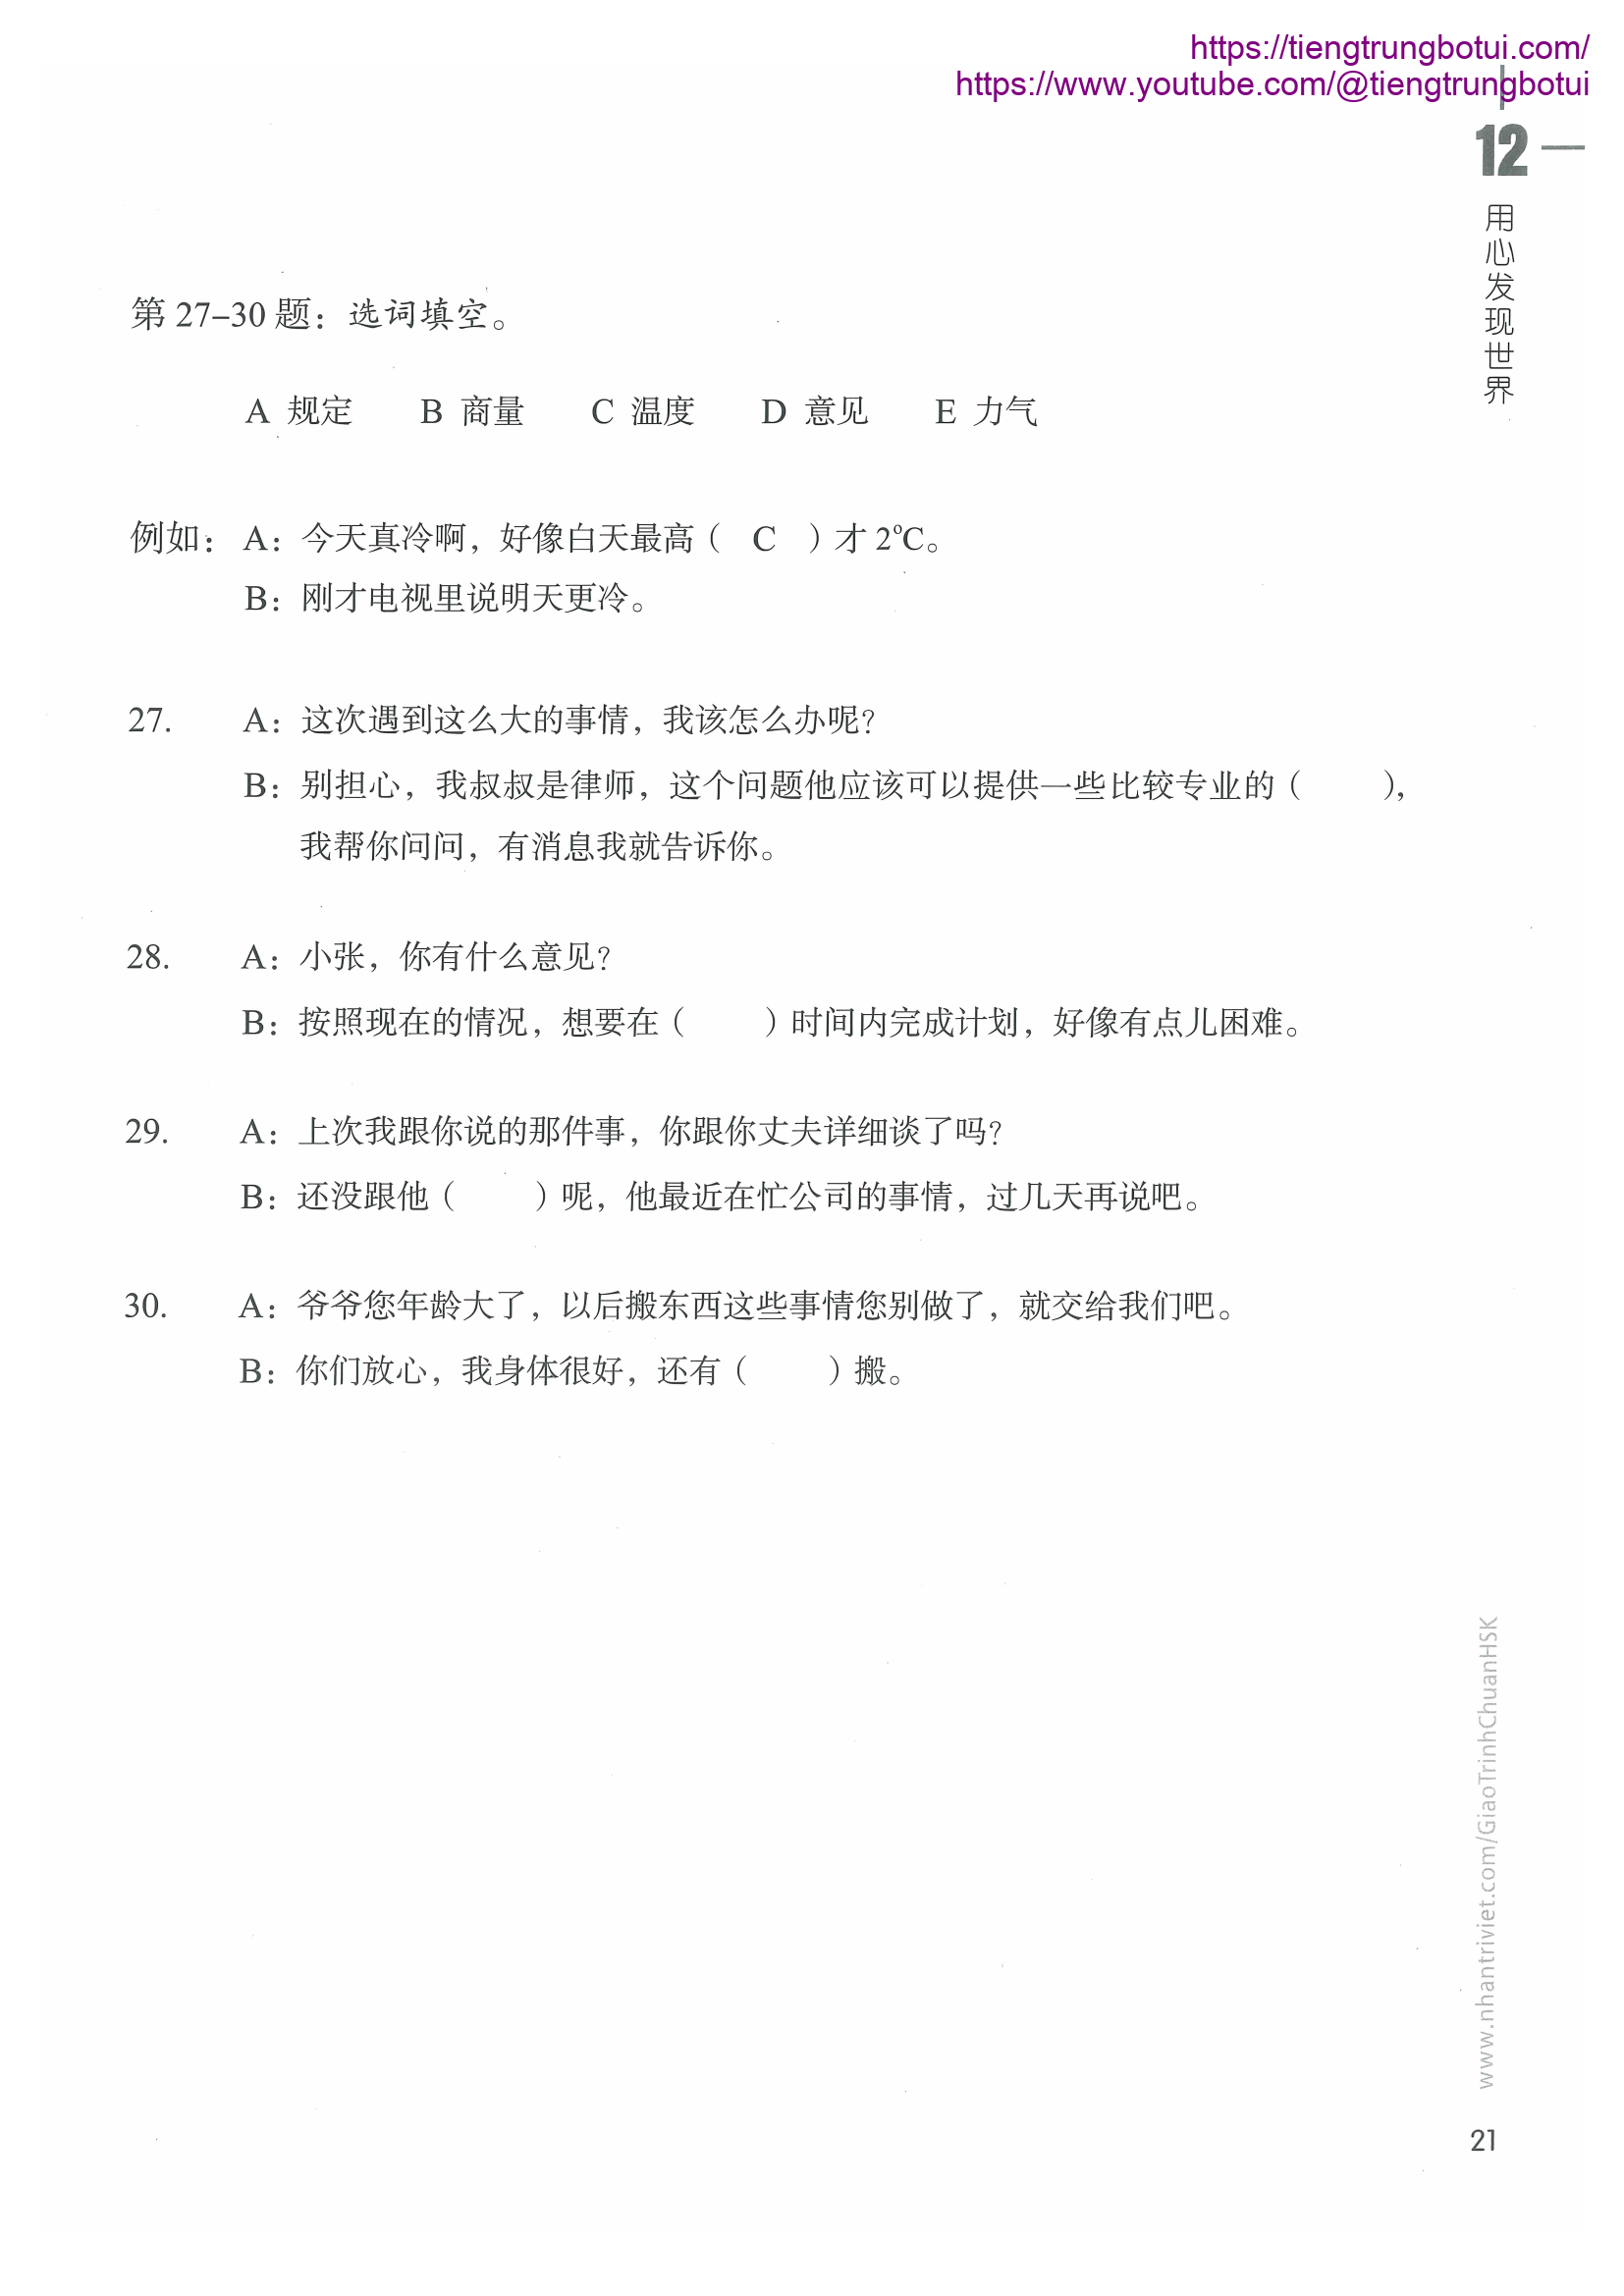 https://tiengtrungbotui.com/
https://www.youtube.com/@tiengtrungbotui
12
用心发现世界
第 27–30 题：选词填空。
A 规定 B 商量 C 温度 D 意见 E 力气
例如： A：今天真冷啊，好像白天最高（ C ）才 2℃。
B：刚才电视里说明天更冷。
27. A：这次遇到这么大的事情，我该怎么办呢？
B：别担心，我叔叔是律师，这个问题他应该可以提供一些比较专业的（ ），
我帮你问问，有消息我就告诉你。
28. A：小张，你有什么意见？
B：按照现在的情况，想要在（ ）时间内完成计划，好像有点儿困难。
29. A：上次我跟你说的那件事，你跟你丈夫详细谈了吗？
B：还没跟他（ ）呢，他最近在忙公司的事情，过几天再说吧。
30. A：爷爷您年龄大了，以后搬东西这些事情您别做了，就交给我们吧。
B：你们放心，我身体很好，还有（ ）搬。
www.nhantriviet.com/GiaoTrinhChuanHSK
21